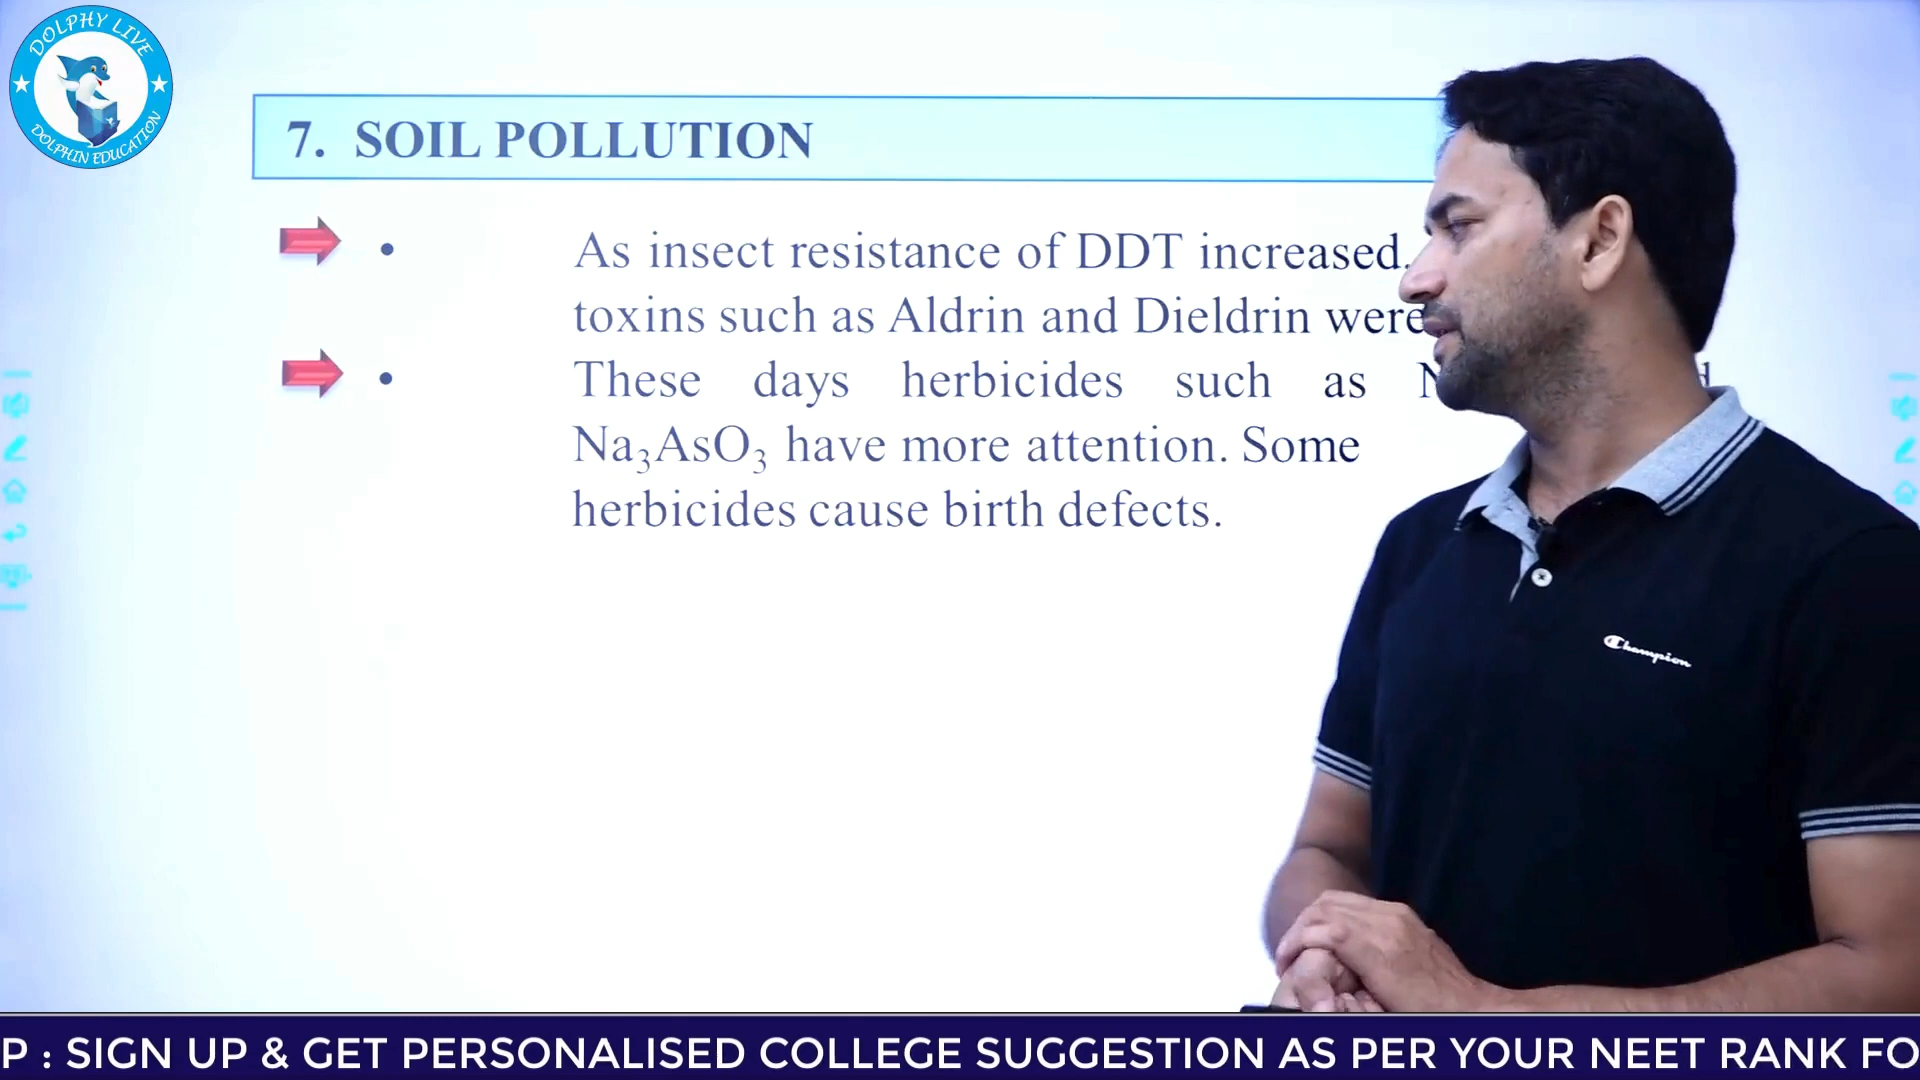 DOLPHY LIVE
DOLPHIN EDUCATION
7. SOIL POLLUTION
• As insect resistance of DDT increased.
toxins such as Aldrin and Dieldrin were
• These days herbicides such as
Na₃AsO₃ have more attention. Some
herbicides cause birth defects.
Champion
P : SIGN UP & GET PERSONALISED COLLEGE SUGGESTION AS PER YOUR NEET RANK FO